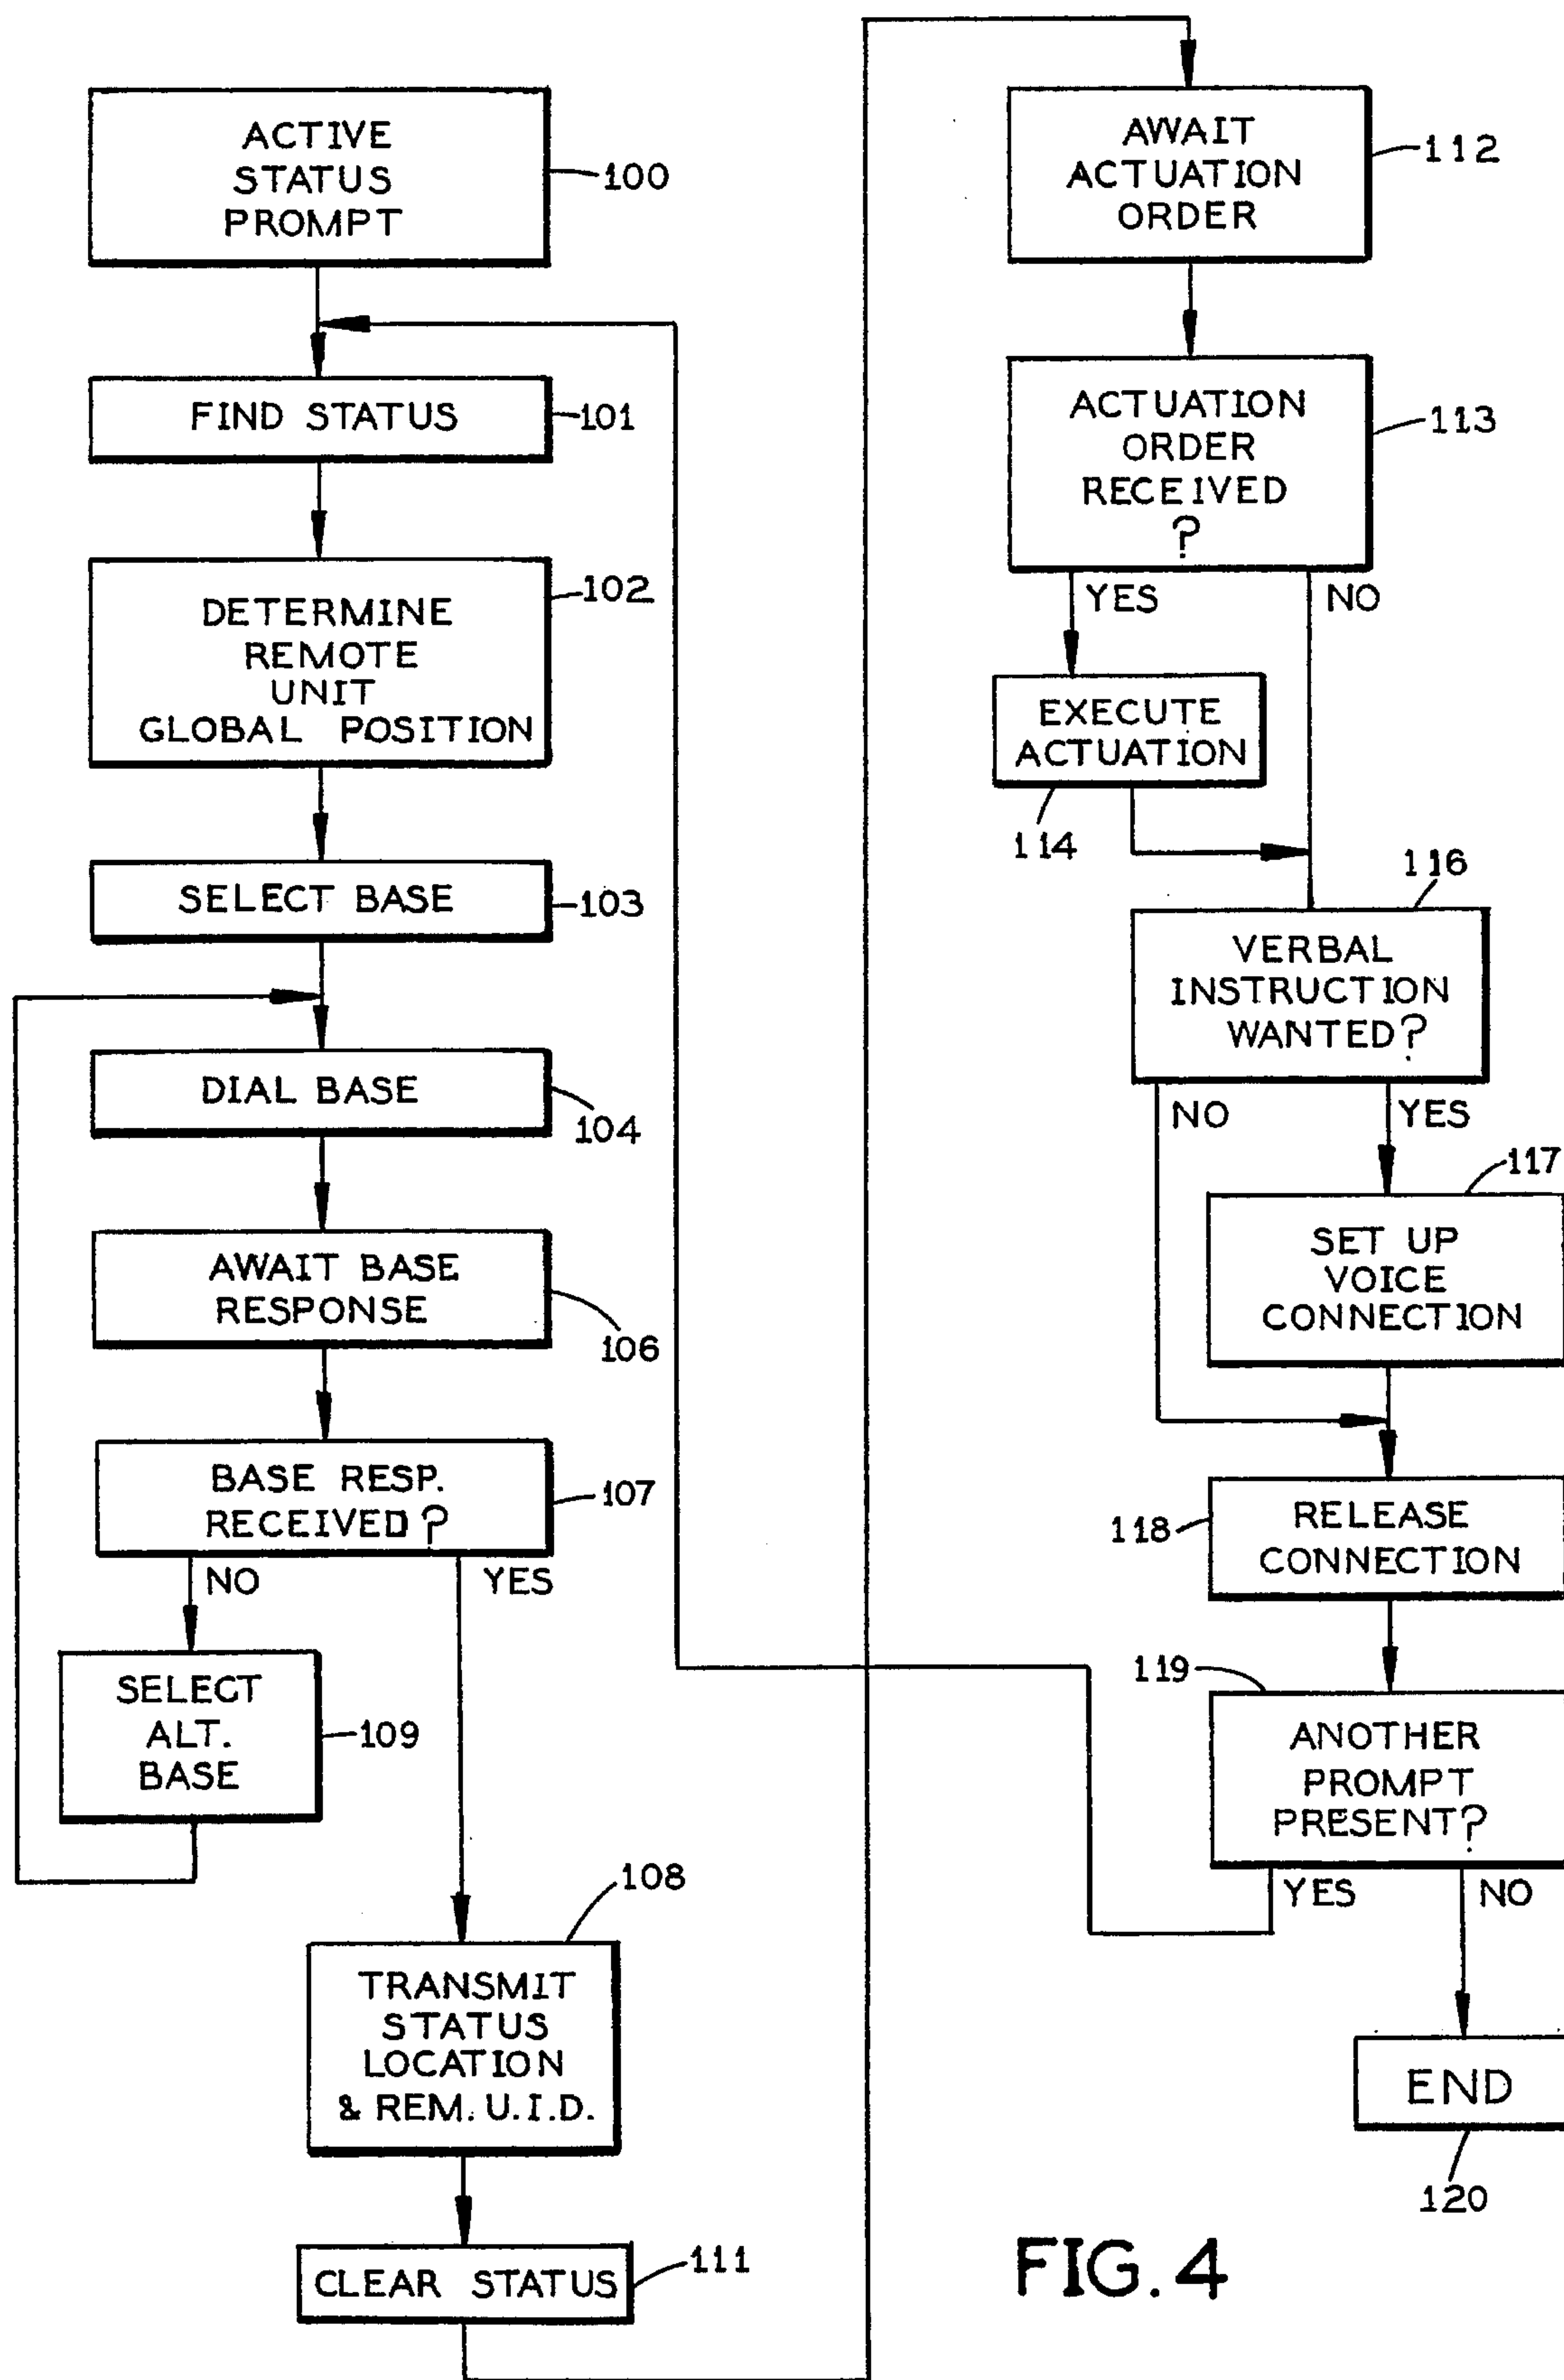 ACTIVE
STATUS
PROMPT
100
FIND STATUS
101
DETERMINE
REMOTE
UNIT
GLOBAL POSITION
102
SELECT BASE
103
DIAL BASE
104
AWAIT BASE
RESPONSE
106
BASE RESP.
RECEIVED?
107
NO
YES
SELECT
ALT.
BASE
109
108
TRANSMIT
STATUS
LOCATION
& REM. U.I.D.
CLEAR STATUS
111
AWAIT
ACTUATION
ORDER
112
ACTUATION
ORDER
RECEIVED
?
113
YES
NO
EXECUTE
ACTUATION
114
116
VERBAL
INSTRUCTION
WANTED?
NO
YES
117
SET UP
VOICE
CONNECTION
118
RELEASE
CONNECTION
119
ANOTHER
PROMPT
PRESENT?
YES
NO
END
120
FIG. 4